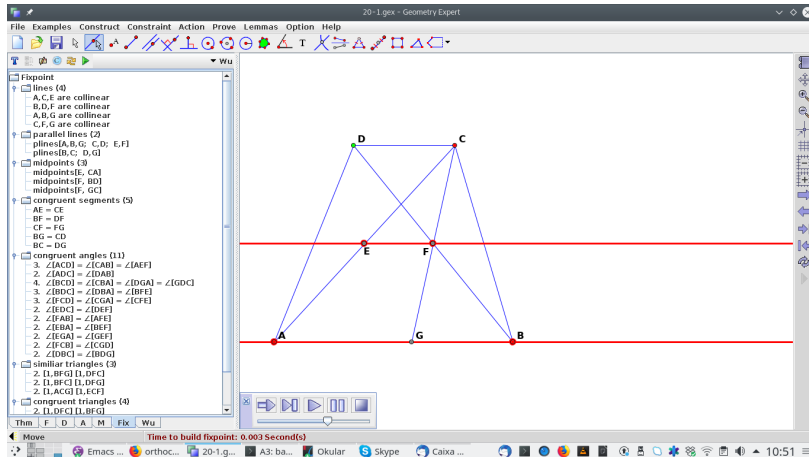 20-1.gex - Geometry Expert
File Examples Construct Constraint Action Prove Lemmas Option Help
A T
T Wu
Fixpoint
lines (4)
A,C,E are collinear
B,D,F are collinear
A,B,G are collinear
C,F,G are collinear
parallel lines (2)
plines[A,B,G; C,D; E,F]
plines[B,C; D,G]
midpoints (3)
midpoints[E, CA]
midpoints[F, BD]
midpoints[F, GC]
congruent segments (5)
AE = CE
BF = DF
CF = FG
BG = CD
BC = DG
congruent angles (11)
3. ∠[ACD] = ∠[CAB] = ∠[AEF]
2. ∠[ADC] = ∠[DAB]
4. ∠[BCD] = ∠[CBA] = ∠[DGA] = ∠[GDC]
3. ∠[BDC] = ∠[DBA] = ∠[BFE]
3. ∠[FCD] = ∠[CGA] = ∠[CFE]
2. ∠[EDC] = ∠[DEF]
2. ∠[FAB] = ∠[AFE]
2. ∠[EBA] = ∠[BEF]
2. ∠[EGA] = ∠[GEF]
2. ∠[FCB] = ∠[CGD]
2. ∠[DBC] = ∠[BDG]
similiar triangles (3)
2. [1,BFG] [1,DFC]
2. [1,BFC] [1,DFG]
2. [1,ACG] [1,ECF]
congruent triangles (4)
2. [1,DFC] [1,BFG]
Thm F D A M Fix Wu
D C
E F
A G B
Move Time to build fixpoint: 0.003 Second(s)
Emacs ... orthoc... 20-1.g... A3: ba... Okular Skype Caixa ... 10:51